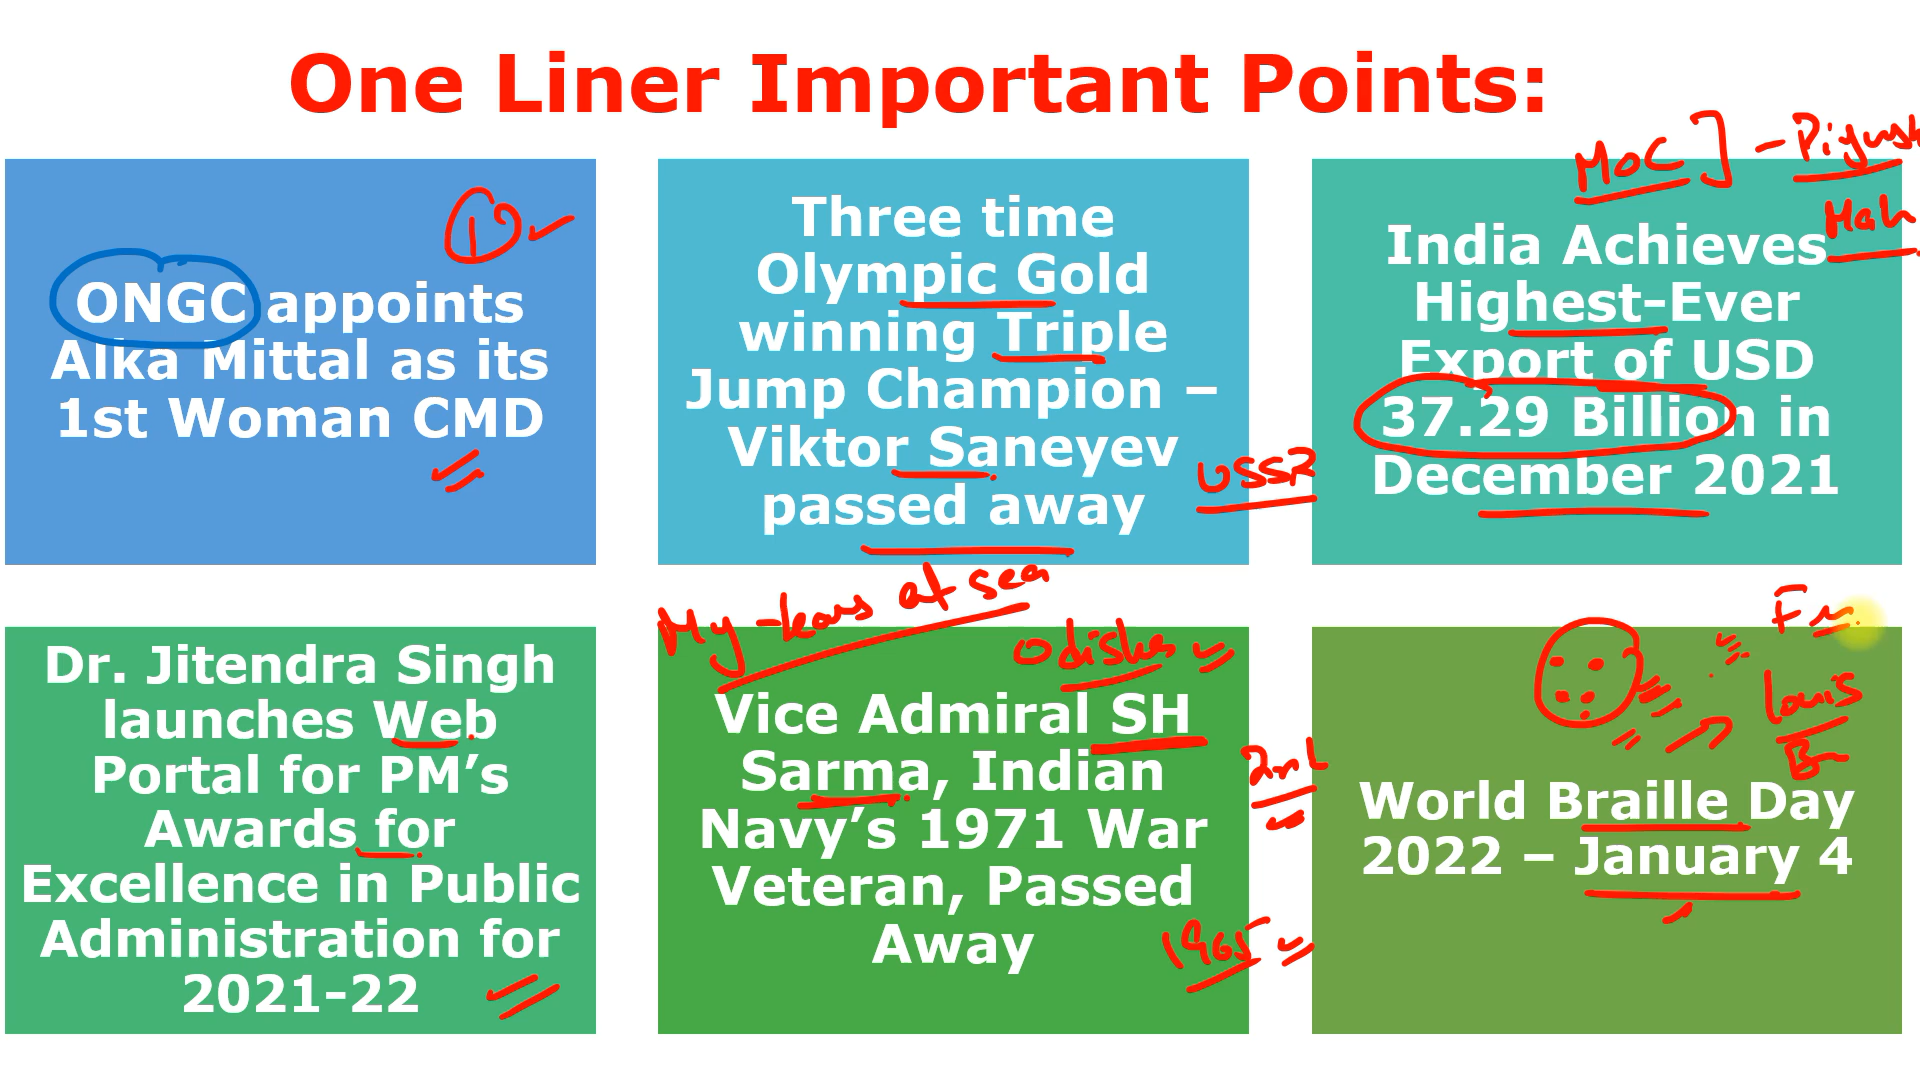 One Liner Important Points:
MOC] - Piyush
Mah
ONGC appoints
Alka Mittal as its
1st Woman CMD
Three time
Olympic Gold
winning Triple
Jump Champion –
Viktor Saneyev
passed away
USSR
India Achieves
Highest-Ever
Export of USD
37.29 Billion in
December 2021
Dr. Jitendra Singh
launches Web
Portal for PM’s
Awards for
Excellence in Public
Administration for
2021-22
at sea
Odisha
Vice Admiral SH
Sarma, Indian
Navy’s 1971 War
Veteran, Passed
Away
1965
Louis
World Braille Day
2022 – January 4